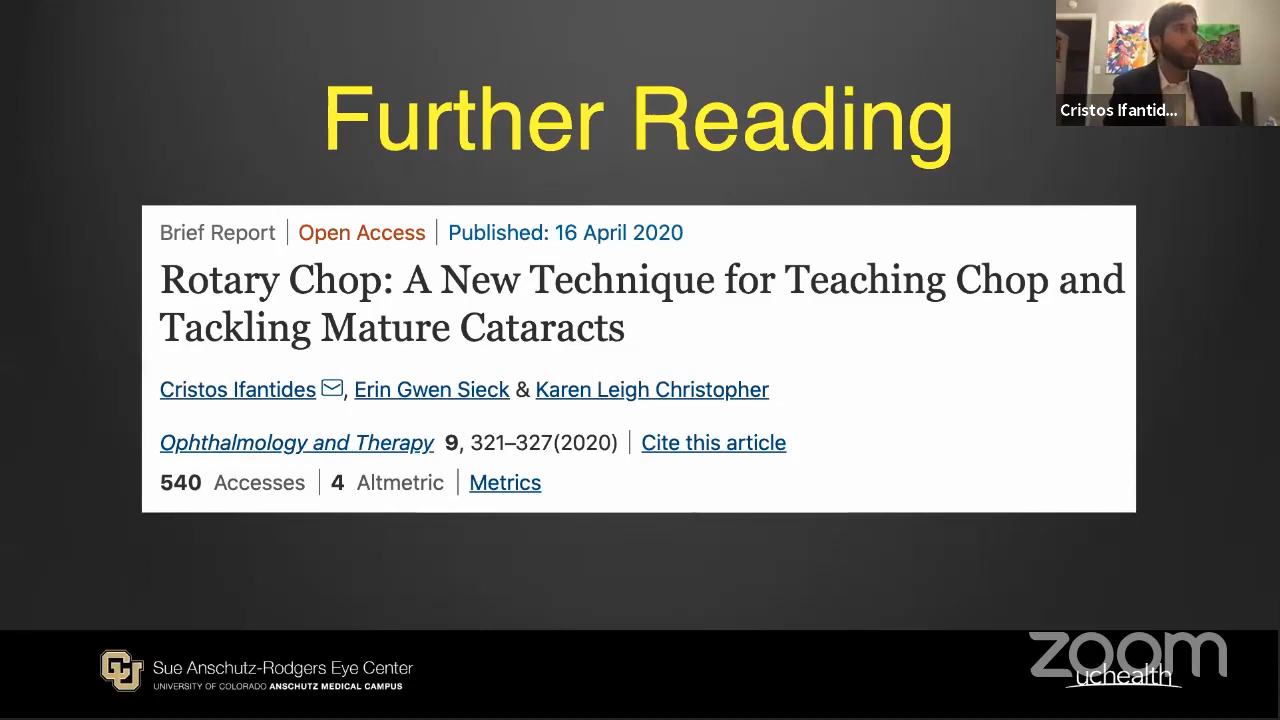 Further Reading
Cristos Ifantid...
Brief Report | Open Access | Published: 16 April 2020
Rotary Chop: A New Technique for Teaching Chop and
Tackling Mature Cataracts
Cristos Ifantides, Erin Gwen Sieck & Karen Leigh Christopher
Ophthalmology and Therapy 9, 321–327(2020) | Cite this article
540 Accesses | 4 Altmetric | Metrics
CU Sue Anschutz-Rodgers Eye Center
UNIVERSITY OF COLORADO ANSCHUTZ MEDICAL CAMPUS
zoom
uchealth